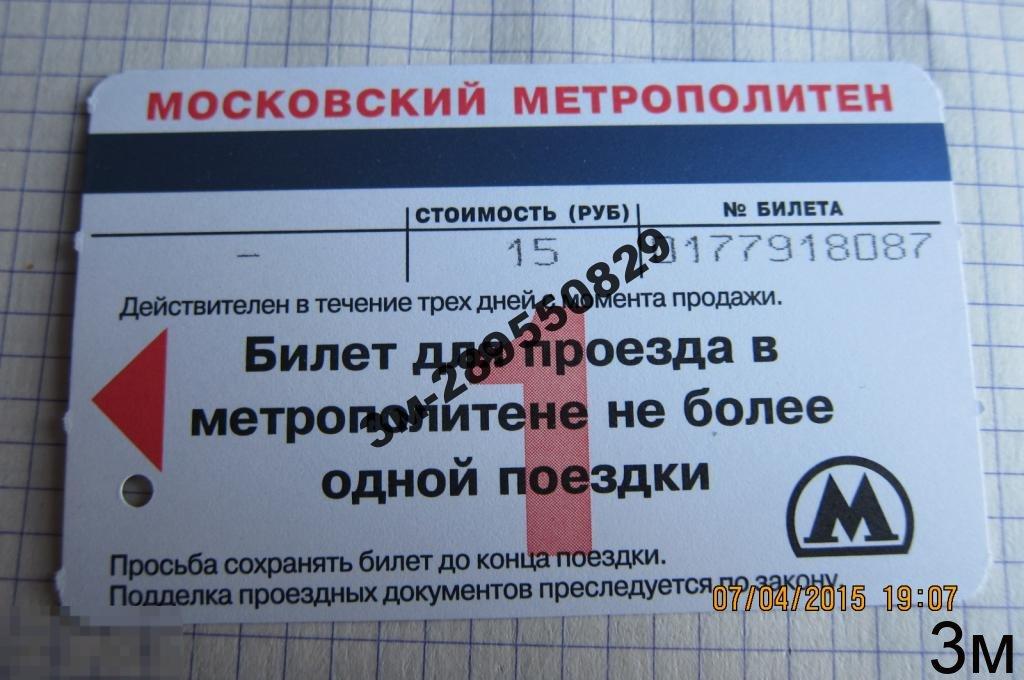 МОСКОВСКИЙ МЕТРОПОЛИТЕН
СТОИМОСТЬ (РУБ) № БИЛЕТА
– 15 0177918087
Действителен в течение трех дней с момента продажи.
1
Билет для проезда в
метрополитене не более
одной поездки
М
Просьба сохранять билет до конца поездки.
Подделка проездных документов преследуется по закону.
3М-289550829
07/04/2015 19:07
3м